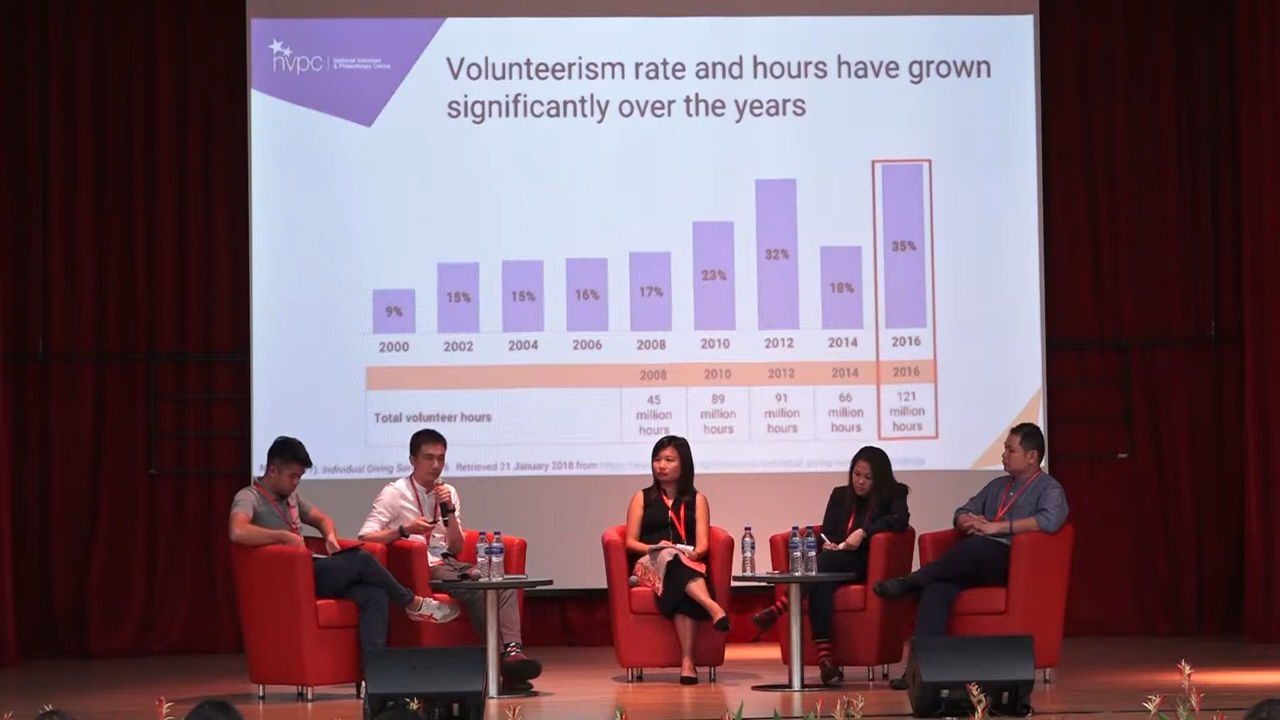 nvpc
National Volunteer
& Philanthropy Centre
Volunteerism rate and hours have grown
significantly over the years
9% 15% 15% 16% 17% 23% 32% 18% 35%
2000 2002 2004 2006 2008 2010 2012 2014 2016
2008 2010 2012 2014 2016
Total volunteer hours
45 million hours
89 million hours
91 million hours
66 million hours
121 million hours
Individual Giving Retrieved 21 January 2018 from